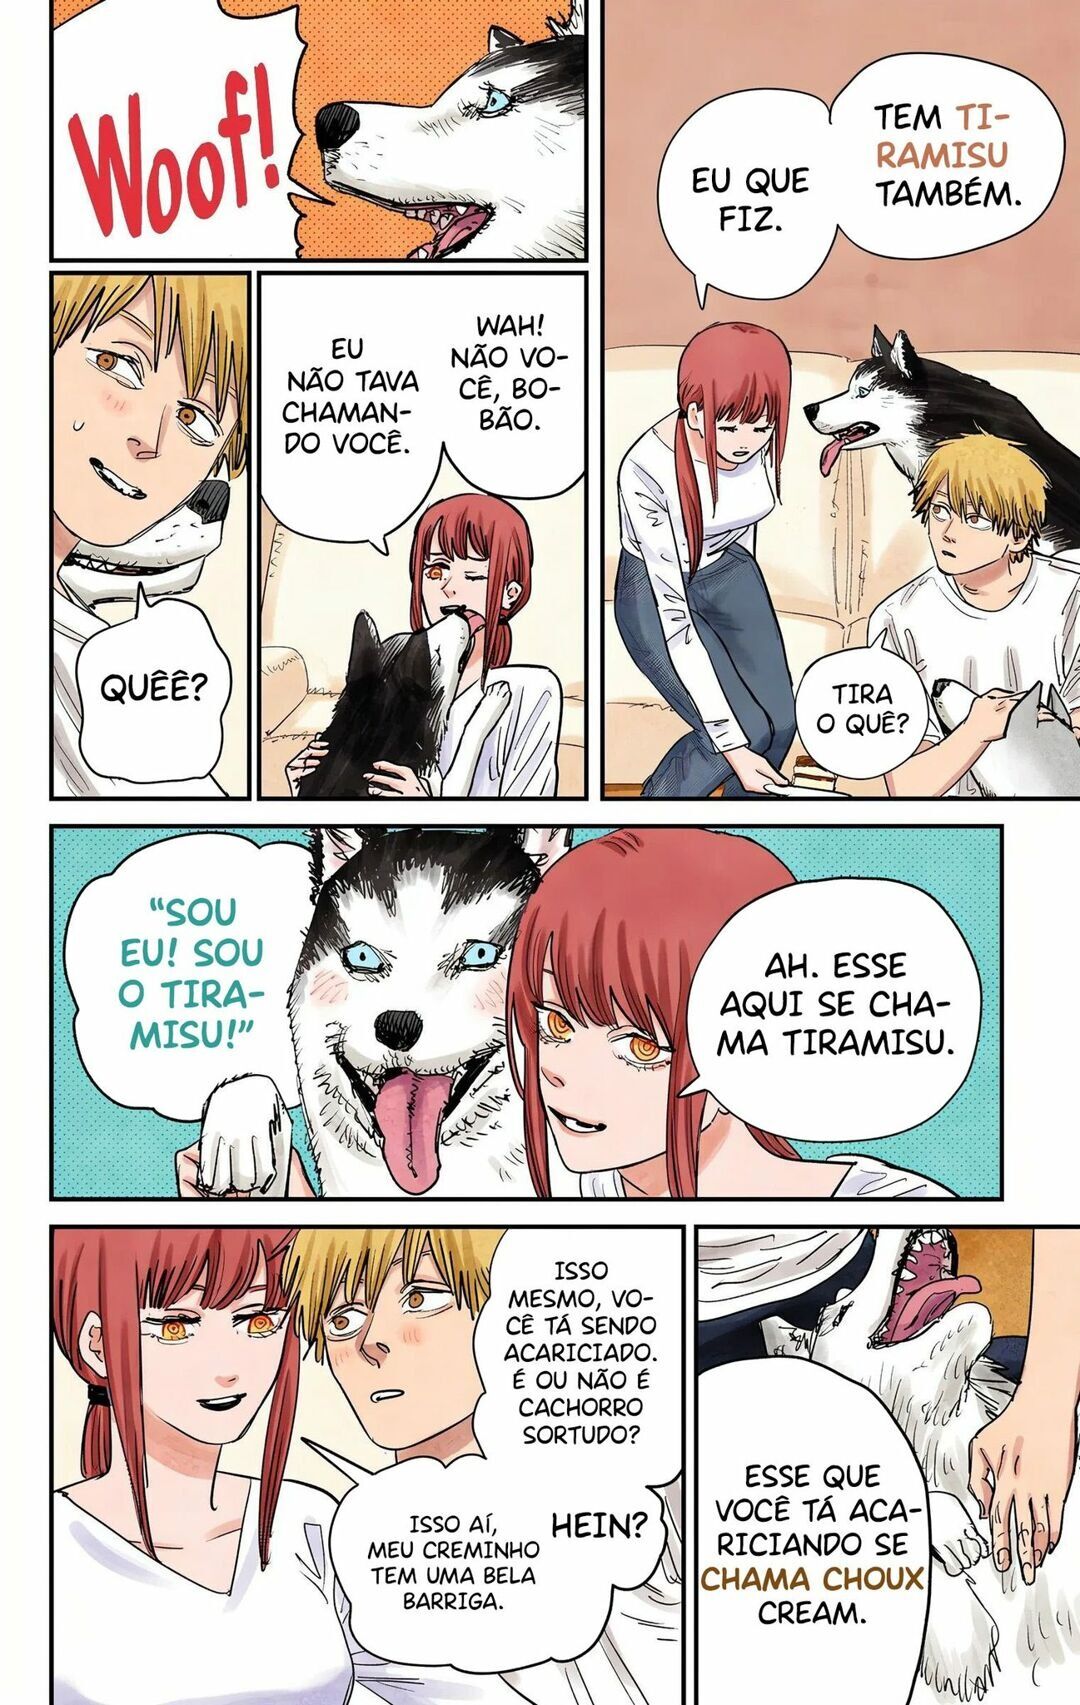 TEM TI-
RAMISU
TAMBÉM.
EU QUE
FIZ.
TIRA
O QUÊ?
Woof!
WAH!
NÃO VO-
CÊ, BO-
BÃO.
EU
NÃO TAVA
CHAMAN-
DO VOCÊ.
QUÊÊ?
AH. ESSE
AQUI SE CHA-
MA TIRAMISU.
“SOU
EU! SOU
O TIRA-
MISU!”
ESSE QUE
VOCÊ TÁ ACA-
RICIANDO SE
CHAMA CHOUX
CREAM.
ISSO
MESMO, VO-
CÊ TÁ SENDO
ACARICIADO.
É OU NÃO É
CACHORRO
SORTUDO?
HEIN?
ISSO AÍ,
MEU CREMINHO
TEM UMA BELA
BARRIGA.